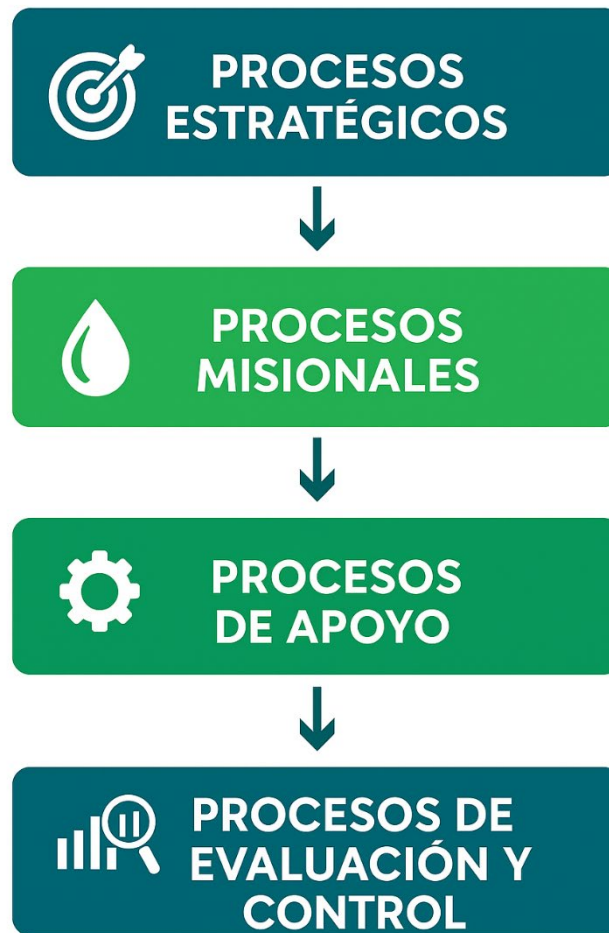 PROCESOS
ESTRATÉGICOS
PROCESOS
MISIONALES
PROCESOS
DE APOYO
PROCESOS DE
EVALUACIÓN Y
CONTROL